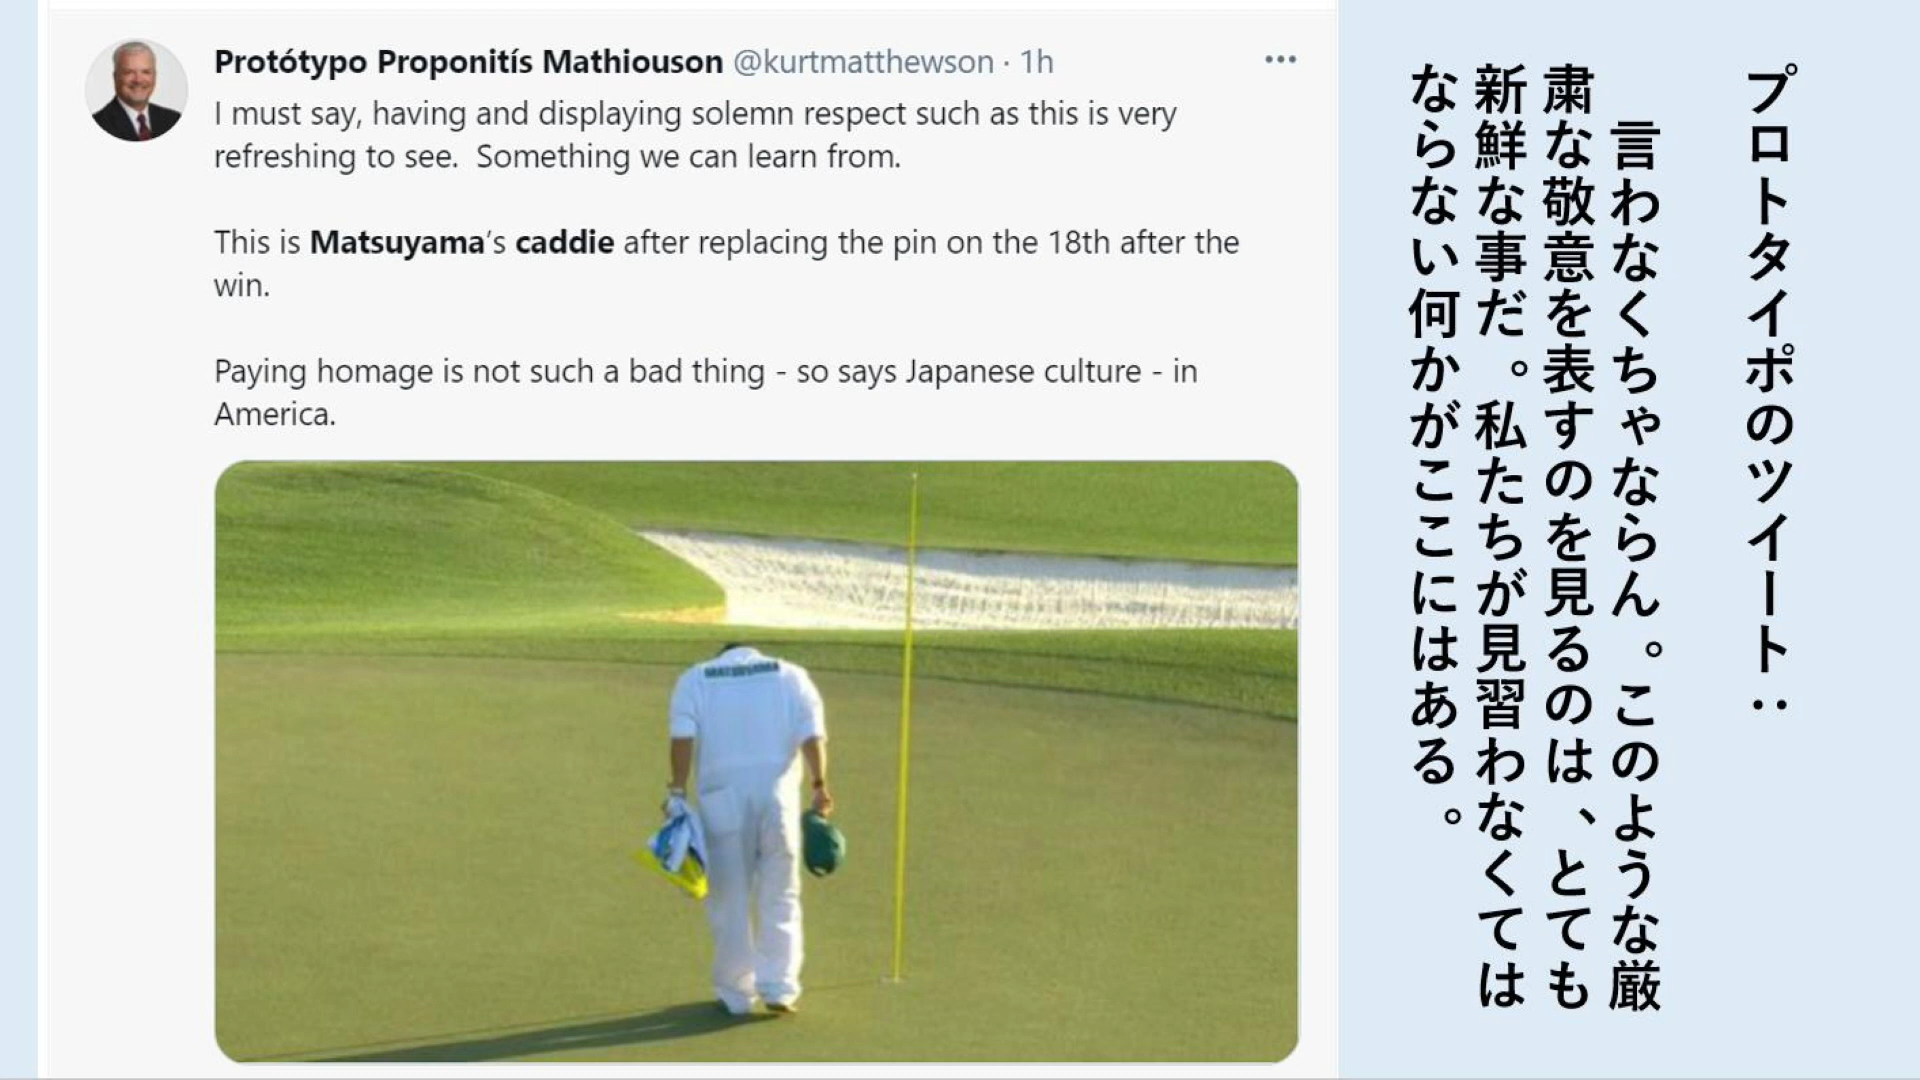 Protótypo Proponitís Mathiouson @kurtmatthewson · 1h
I must say, having and displaying solemn respect such as this is very
refreshing to see. Something we can learn from.
This is Matsuyama's caddie after replacing the pin on the 18th after the
win.
Paying homage is not such a bad thing - so says Japanese culture - in
America.
MATSUYAMA
プロトタイポのツイート:
言わなくちゃならん。このような厳
粛な敬意を表すのを見るのは、とても
新鮮な事だ。私たちが見習わなくては
ならない何かがここにはある。